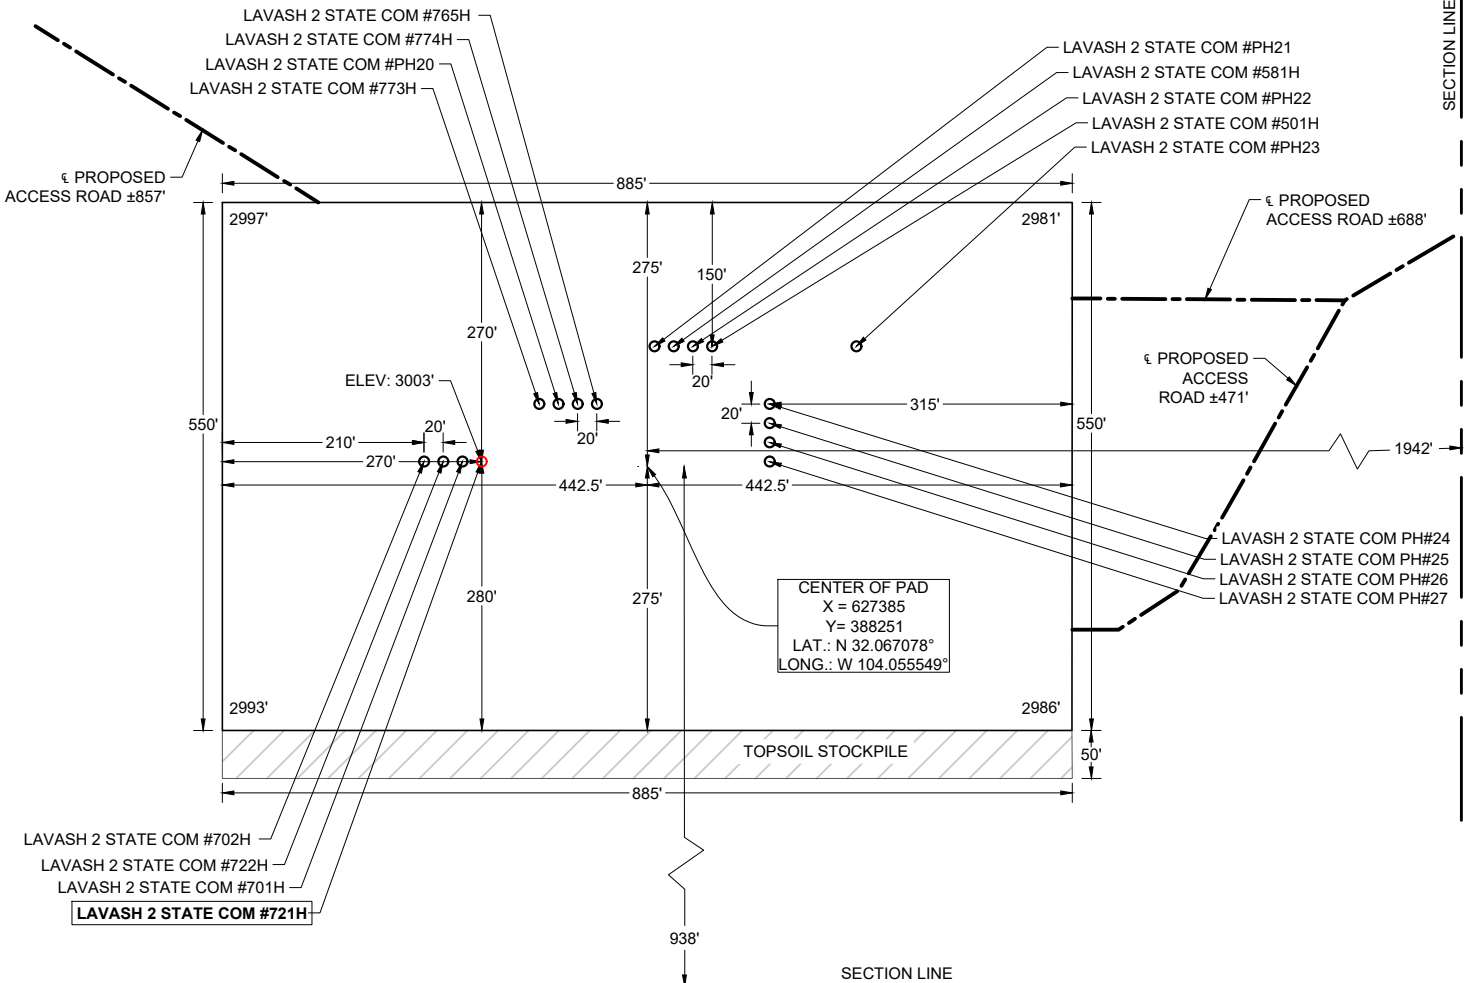 LAVASH 2 STATE COM #765H
LAVASH 2 STATE COM #774H
LAVASH 2 STATE COM #PH20
LAVASH 2 STATE COM #773H
LAVASH 2 STATE COM #PH21
LAVASH 2 STATE COM #581H
LAVASH 2 STATE COM #PH22
LAVASH 2 STATE COM #501H
LAVASH 2 STATE COM #PH23
SECTION LINE
℄ PROPOSED
ACCESS ROAD ±857'
885'
2997'
2981'
℄ PROPOSED
ACCESS ROAD ±688'
275'
150'
270'
℄ PROPOSED
ACCESS
ROAD ±471'
ELEV: 3003'
20'
550'
210'
20'
20'
20'
315'
550'
270'
1942'
442.5'
442.5'
LAVASH 2 STATE COM PH#24
LAVASH 2 STATE COM PH#25
LAVASH 2 STATE COM PH#26
LAVASH 2 STATE COM PH#27
280'
275'
CENTER OF PAD
X = 627385
Y= 388251
LAT.: N 32.067078°
LONG.: W 104.055549°
2993'
2986'
TOPSOIL STOCKPILE
50'
885'
LAVASH 2 STATE COM #702H
LAVASH 2 STATE COM #722H
LAVASH 2 STATE COM #701H
LAVASH 2 STATE COM #721H
938'
SECTION LINE